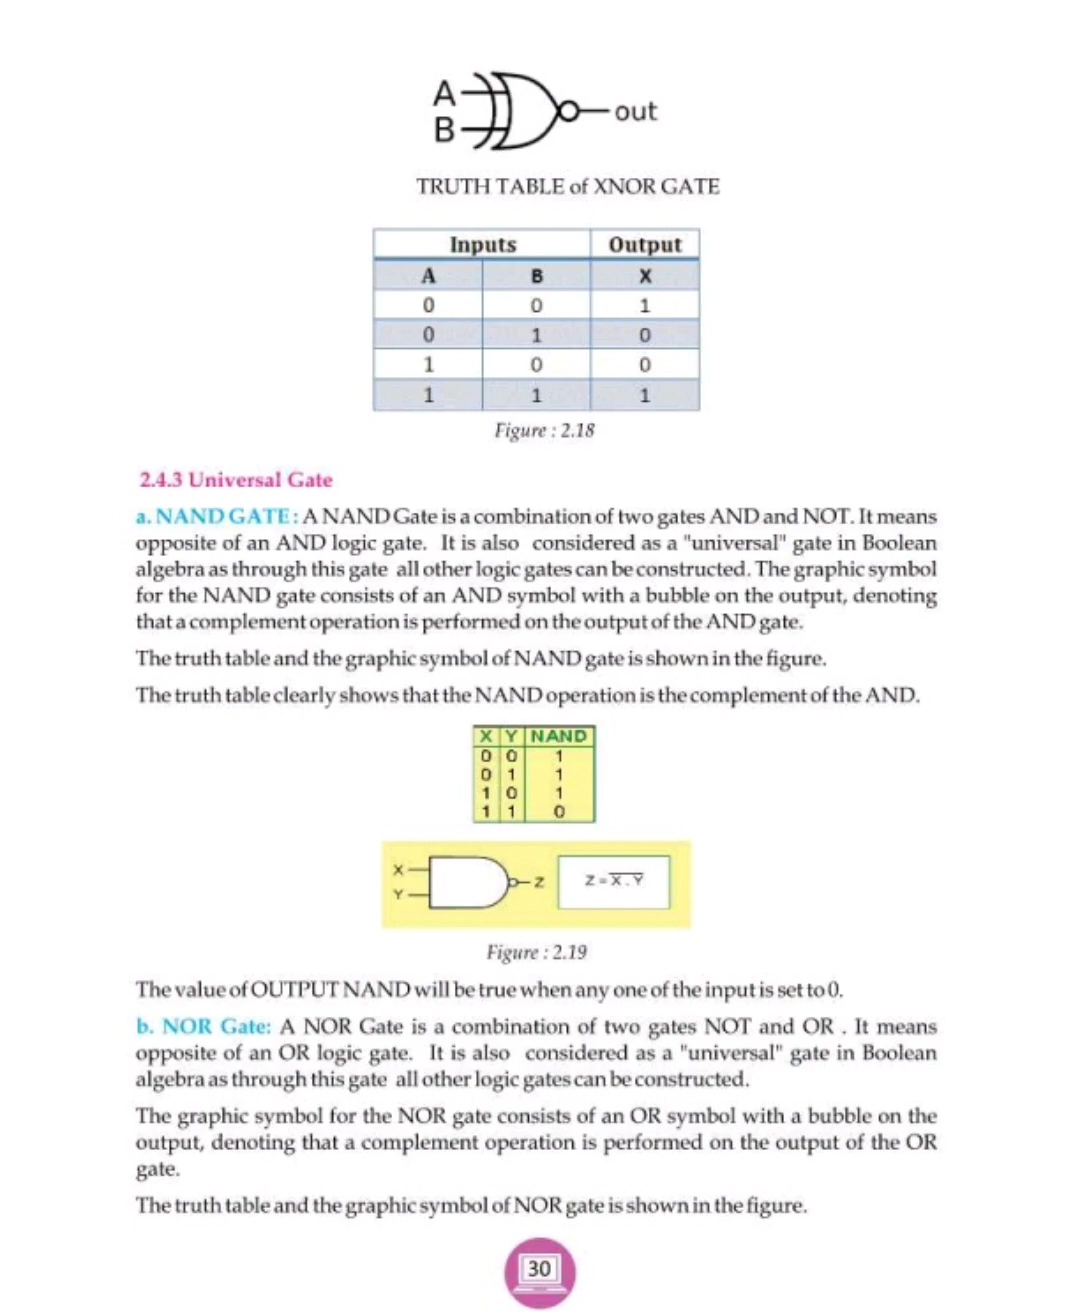 A
B
out
TRUTH TABLE of XNOR GATE
Inputs Output
A B X
0 0 1
0 1 0
1 0 0
1 1 1
Figure : 2.18
2.4.3 Universal Gate
a. NAND GATE : A NAND Gate is a combination of two gates AND and NOT. It means
opposite of an AND logic gate. It is also considered as a "universal" gate in Boolean
algebra as through this gate all other logic gates can be constructed. The graphic symbol
for the NAND gate consists of an AND symbol with a bubble on the output, denoting
that a complement operation is performed on the output of the AND gate.
The truth table and the graphic symbol of NAND gate is shown in the figure.
The truth table clearly shows that the NAND operation is the complement of the AND.
X Y NAND
0 0 1
0 1 1
1 0 1
1 1 0
X
Y
Z
Z = X̅ ̅.̅ ̅Y̅
Figure : 2.19
The value of OUTPUT NAND will be true when any one of the input is set to 0.
b. NOR Gate: A NOR Gate is a combination of two gates NOT and OR . It means
opposite of an OR logic gate. It is also considered as a "universal" gate in Boolean
algebra as through this gate all other logic gates can be constructed.
The graphic symbol for the NOR gate consists of an OR symbol with a bubble on the
output, denoting that a complement operation is performed on the output of the OR
gate.
The truth table and the graphic symbol of NOR gate is shown in the figure.
30